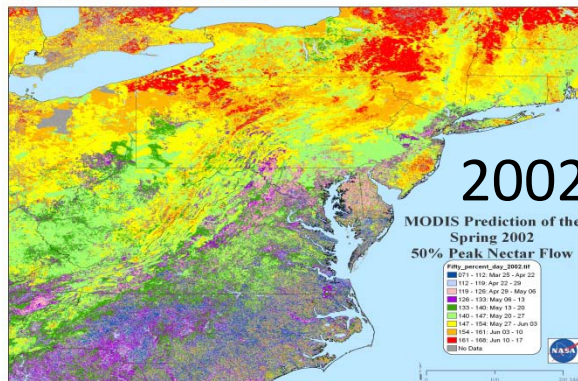 2002
MODIS Prediction of the
Spring 2002
50% Peak Nectar Flow
Fifty_percent_day_2002.tif
071 - 112: Mar 25 - Apr 22
112 - 119: Apr 22 - 29
119 - 126: Apr 29 - May 06
126 - 133: May 06 - 13
133 - 140: May 13 - 20
140 - 147: May 20 - 27
147 - 154: May 27 - Jun 03
154 - 161: Jun 03 - 10
161 - 168: Jun 10 - 17
No Data
NASA